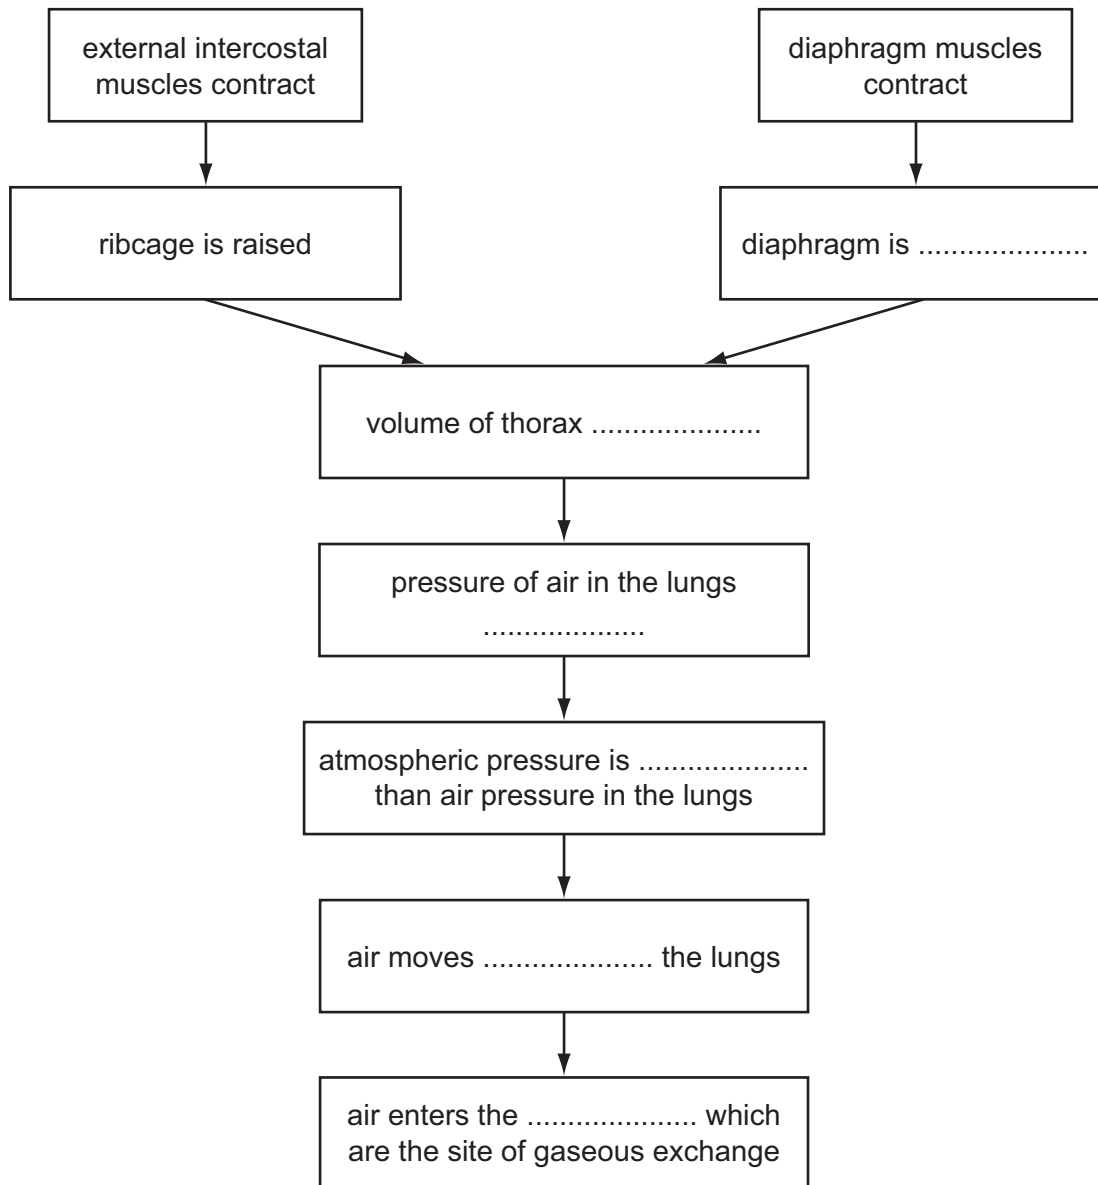 external intercostal
muscles contract
diaphragm muscles
contract
ribcage is raised
diaphragm is .....................
volume of thorax .....................
pressure of air in the lungs
....................
atmospheric pressure is .....................
than air pressure in the lungs
air moves ..................... the lungs
air enters the ..................... which
are the site of gaseous exchange